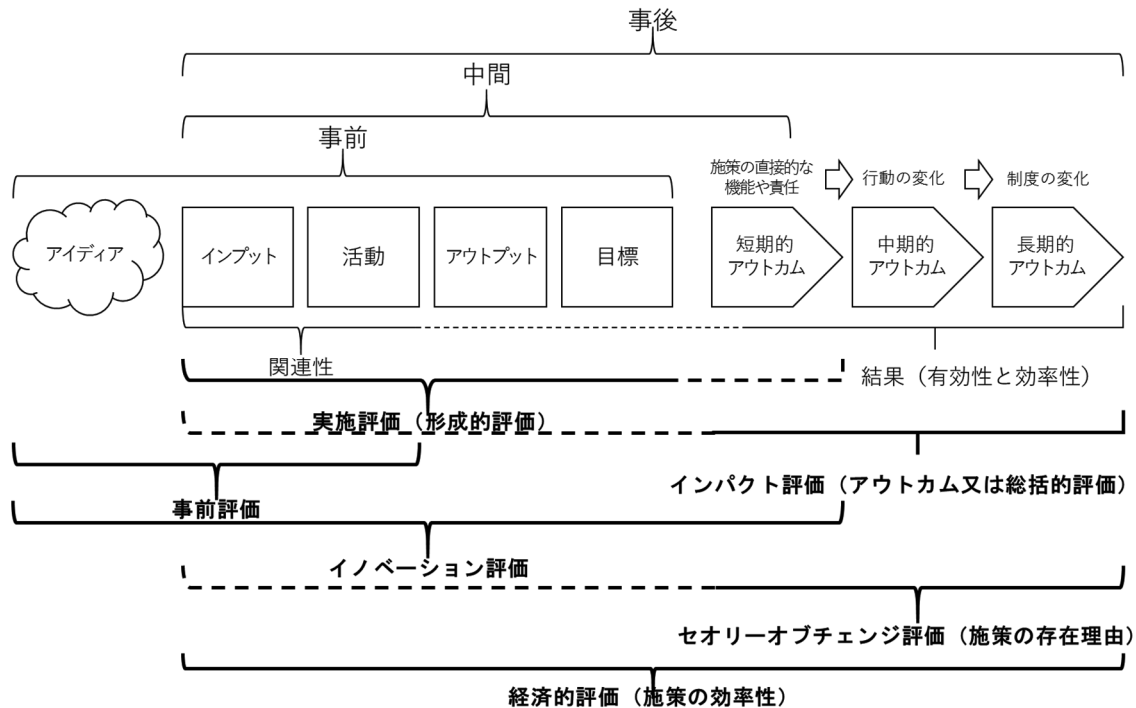 事後
中間
事前
施策の直接的な
機能や責任
行動の変化
制度の変化
アイディア
インプット
活動
アウトプット
目標
短期的
アウトカム
中期的
アウトカム
長期的
アウトカム
関連性
結果（有効性と効率性）
実施評価（形成的評価）
インパクト評価（アウトカム又は総括的評価）
事前評価
イノベーション評価
セオリーオブチェンジ評価（施策の存在理由）
経済的評価（施策の効率性）